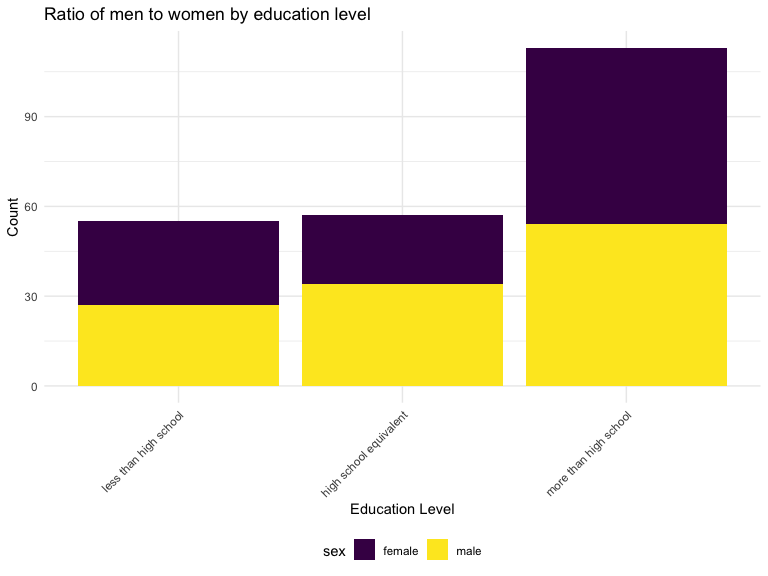 Ratio of men to women by education level
Count
90
60
30
0
less than high school
high school equivalent
more than high school
Education Level
sex female male